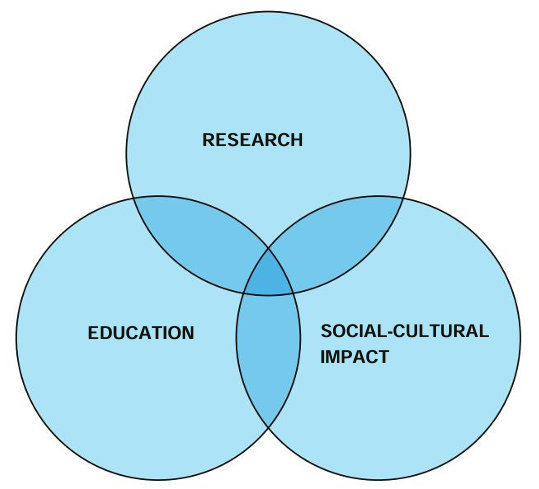 RESEARCH
EDUCATION
SOCIAL-CULTURAL
IMPACT